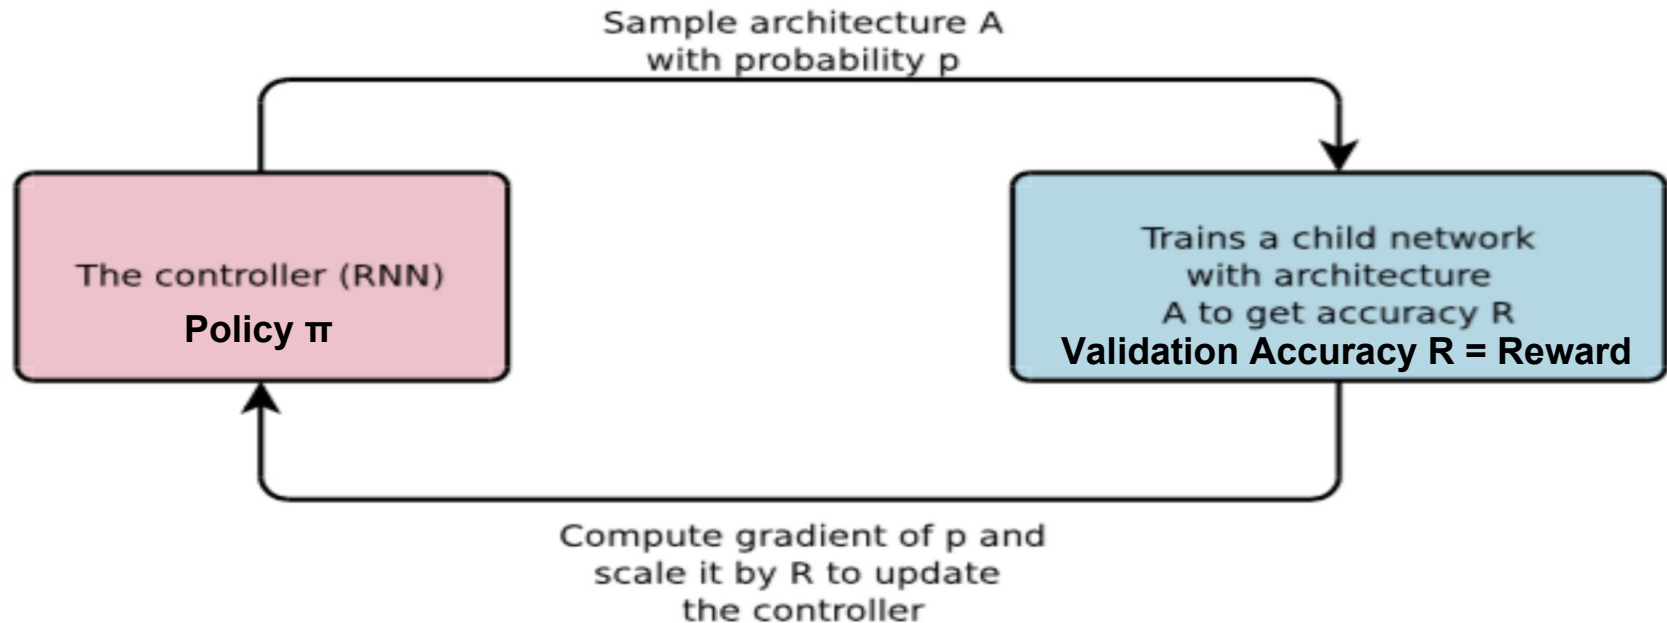 Sample architecture A
with probability p
The controller (RNN)
Policy π
Trains a child network
with architecture
A to get accuracy R
Validation Accuracy R = Reward
Compute gradient of p and
scale it by R to update
the controller